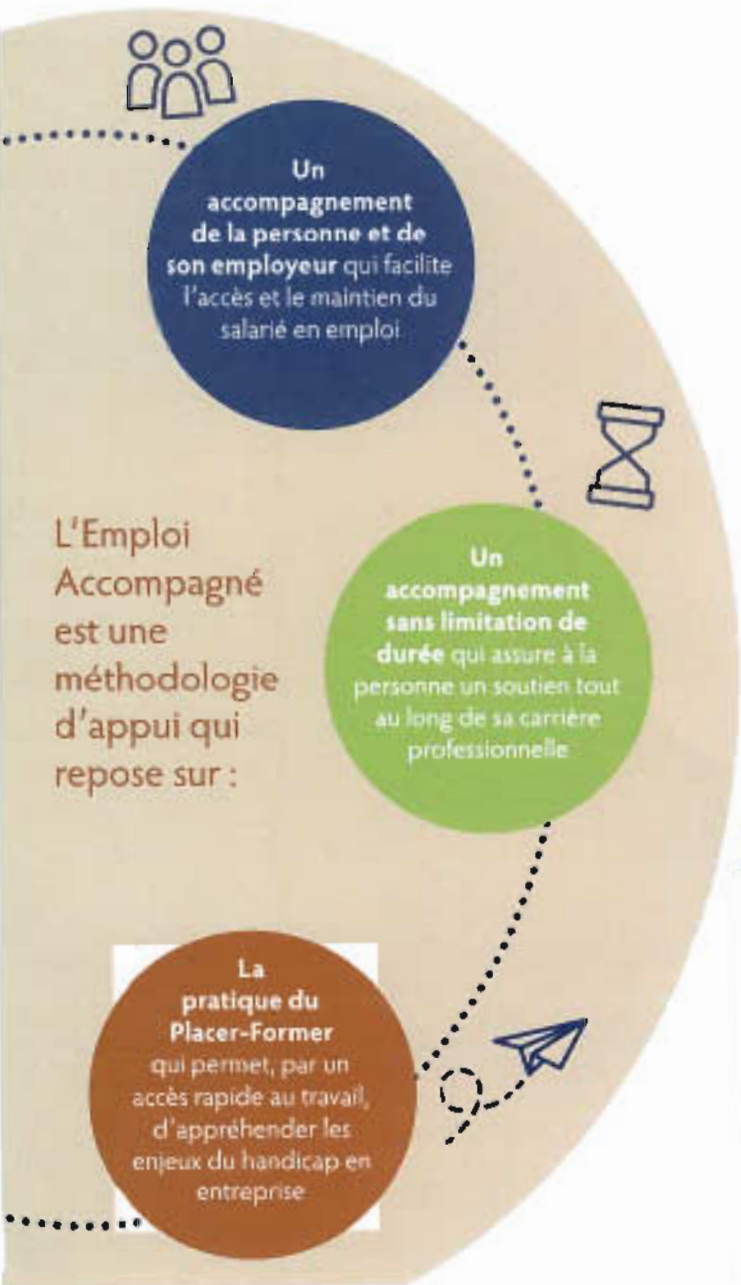 Un
accompagnement
de la personne et de
son employeur qui facilite
l'accès et le maintien du
salarié en emploi
L'Emploi
Accompagné
est une
méthodologie
d'appui qui
repose sur :
Un
accompagnement
sans limitation de
durée qui assure à la
personne un soutien tout
au long de sa carrière
professionnelle
La
pratique du
Placer-Former
qui permet, par un
accès rapide au travail,
d'appréhender les
enjeux du handicap en
entreprise